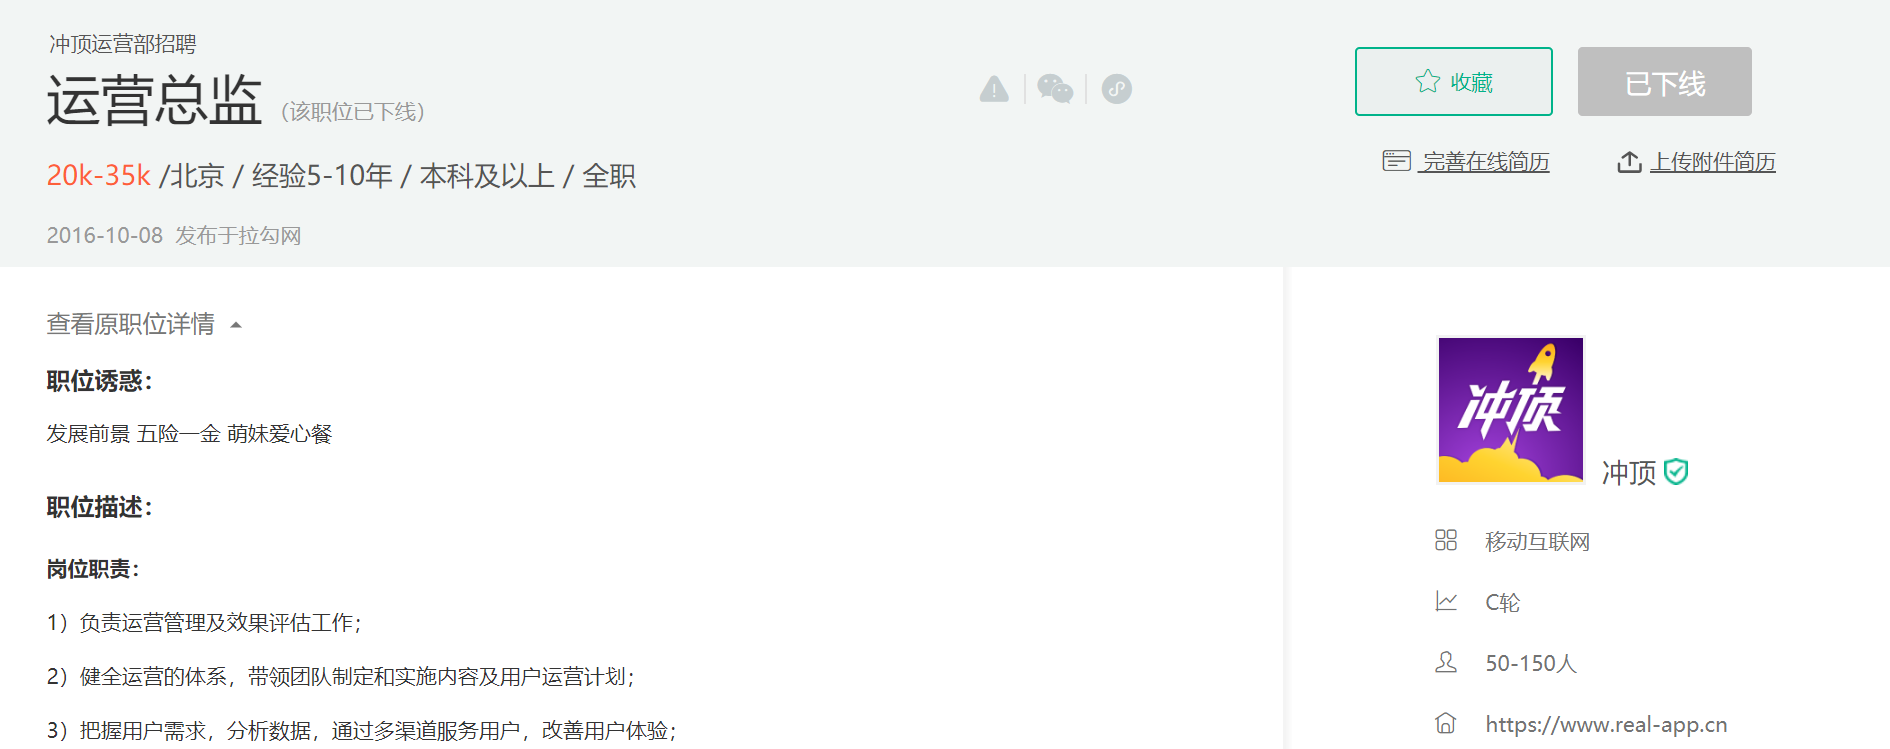 冲顶运营部招聘
运营总监 （该职位已下线）
20k-35k /北京 / 经验5-10年 / 本科及以上 / 全职
2016-10-08 发布于拉勾网
收藏
已下线
完善在线简历
上传附件简历
查看原职位详情
职位诱惑：
发展前景 五险一金 萌妹爱心餐
职位描述：
岗位职责：
1）负责运营管理及效果评估工作；
2）健全运营的体系，带领团队制定和实施内容及用户运营计划；
3）把握用户需求，分析数据，通过多渠道服务用户，改善用户体验；
冲顶
冲顶
移动互联网
C轮
50-150人
https://www.real-app.cn